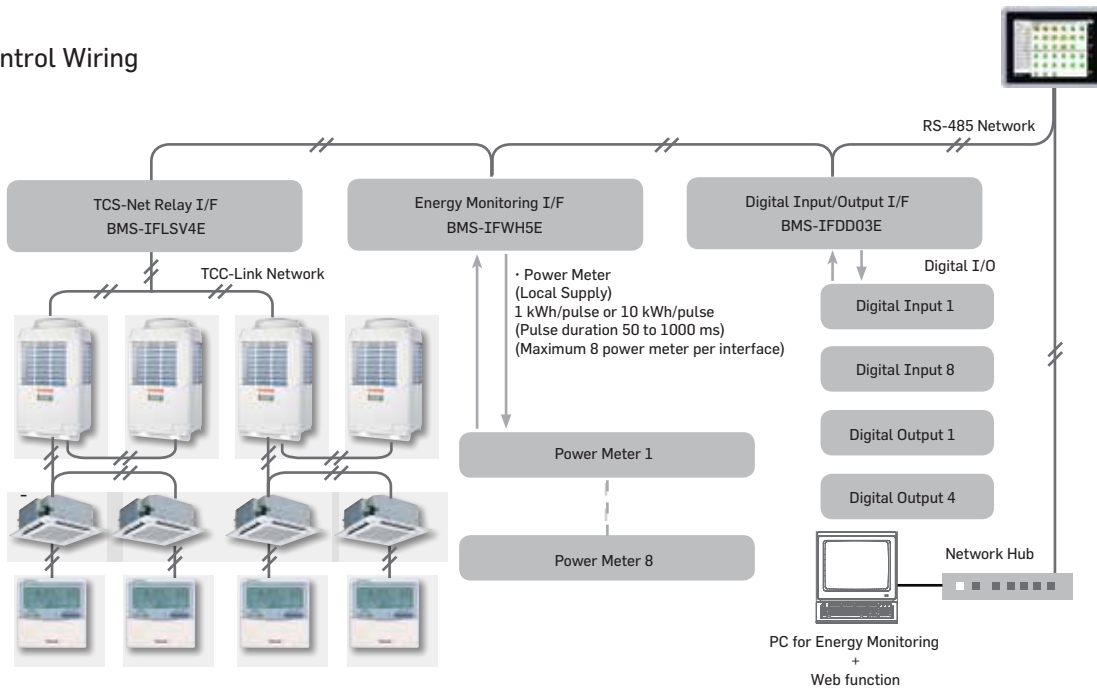 ntrol Wiring
RS-485 Network
TCS-Net Relay I/F
BMS-IFLSV4E
Energy Monitoring I/F
BMS-IFWH5E
Digital Input/Output I/F
BMS-IFDD03E
TCC-Link Network
· Power Meter
(Local Supply)
1 kWh/pulse or 10 kWh/pulse
(Pulse duration 50 to 1000 ms)
(Maximum 8 power meter per interface)
Digital I/O
Digital Input 1
Digital Input 8
Digital Output 1
Digital Output 4
Power Meter 1
Power Meter 8
Network Hub
PC for Energy Monitoring
+
Web function